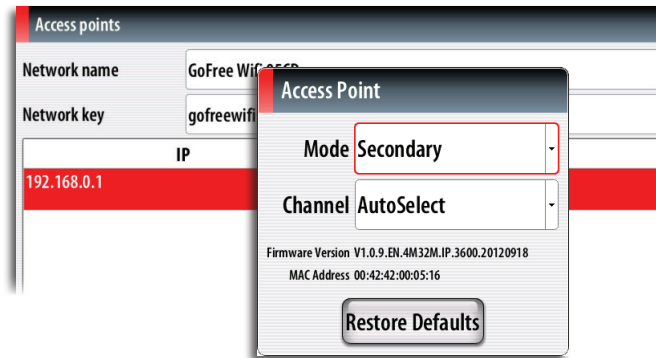 Access points
Network name GoFree Wifi
Network key gofreewifi
IP
192.168.0.1
Access Point
Mode Secondary
Channel AutoSelect
Firmware Version V1.0.9.EN.4M32M.IP.3600.20120918
MAC Address 00:42:42:00:05:16
Restore Defaults